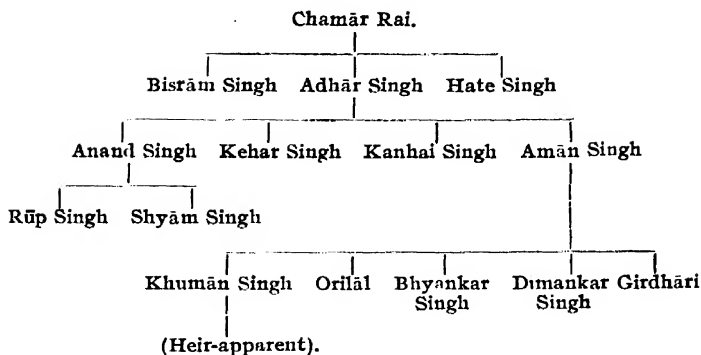 Chamār Rai.
Bisrām Singh Adhār Singh Hate Singh
Anand Singh Kehar Singh Kanhai Singh Amān Singh
Rūp Singh Shyām Singh
Khumān Singh Orilāl Bhyankar Dımankar Girdhāri
Singh Singh
(Heir-apparent).